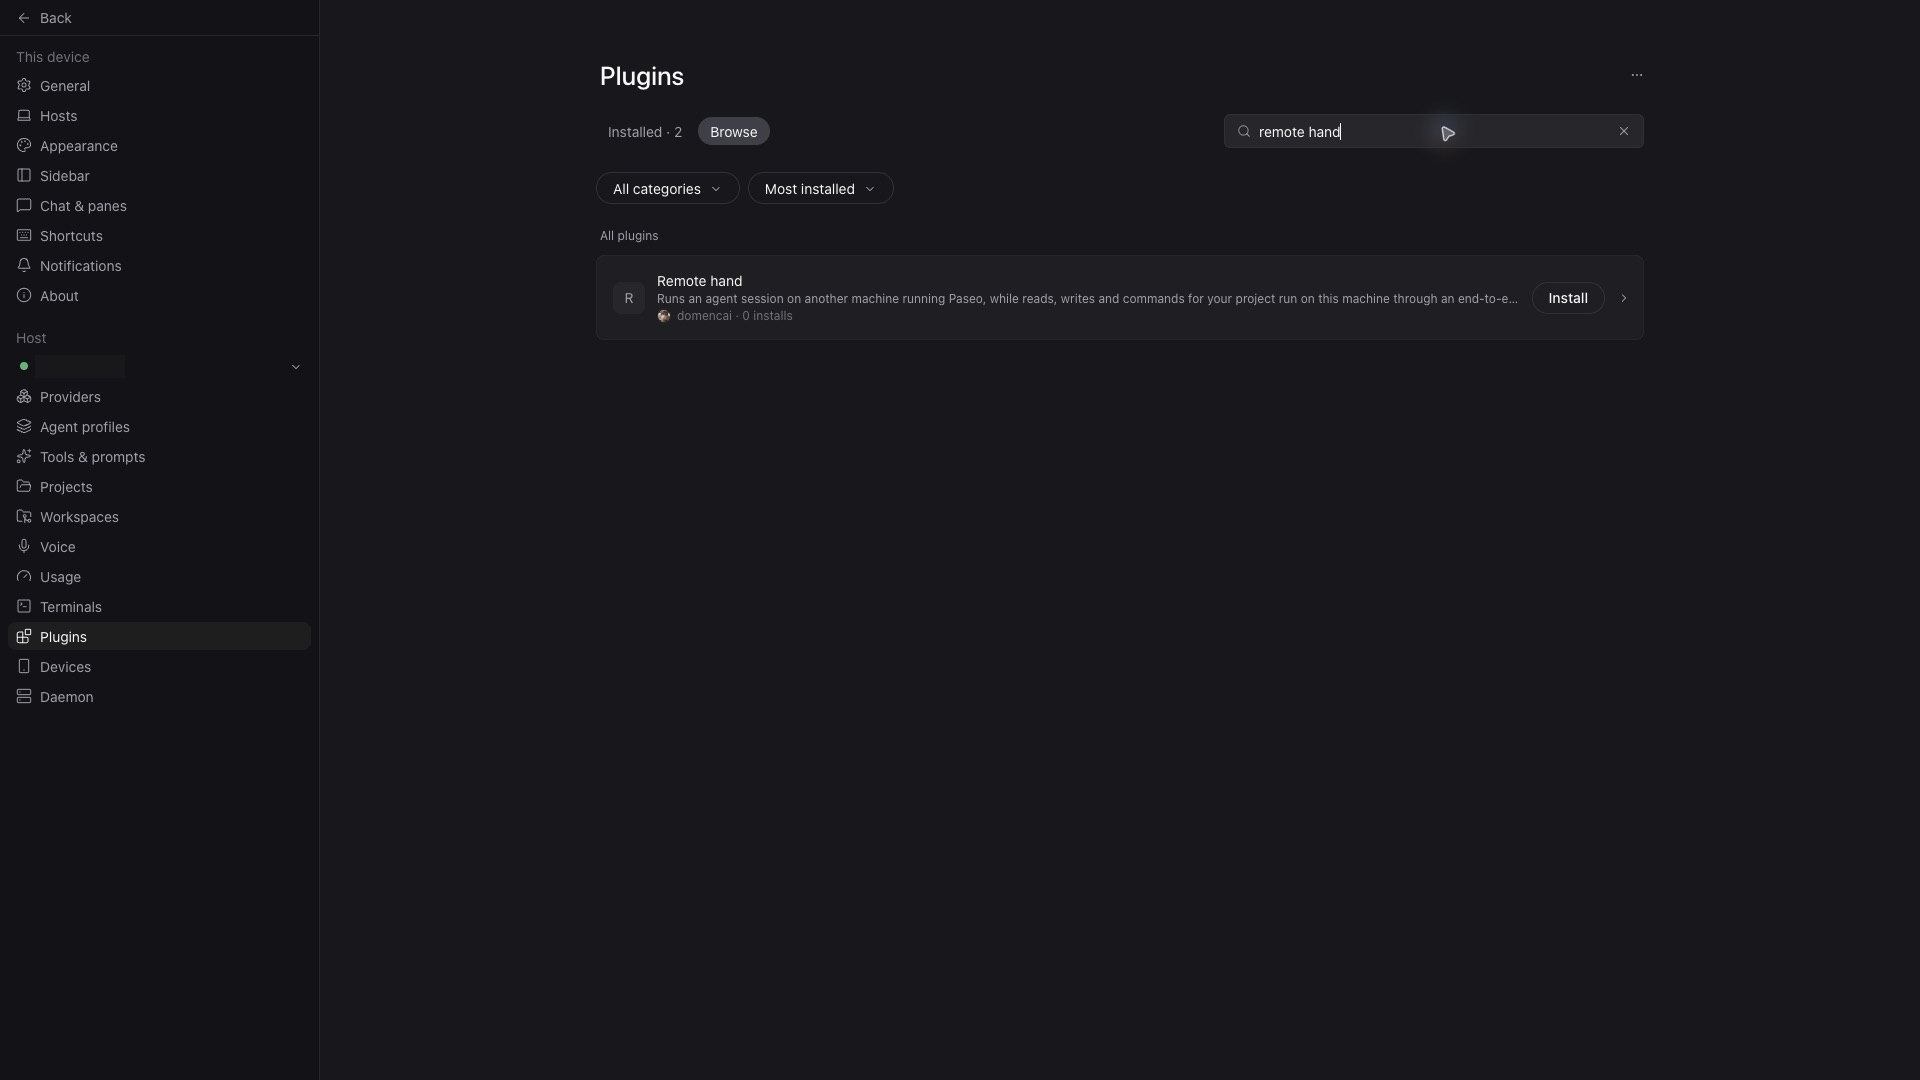 Back
This device
General
Hosts
Appearance
Sidebar
Chat & panes
Shortcuts
Notifications
About
Host
Providers
Agent profiles
Tools & prompts
Projects
Workspaces
Voice
Usage
Terminals
Plugins
Devices
Daemon
Plugins
Installed · 2
Browse
remote hand
All categories
Most installed
All plugins
R
Remote hand
Runs an agent session on another machine running Paseo, while reads, writes and commands for your project run on this machine through an end-to-e...
domencai · 0 installs
Install